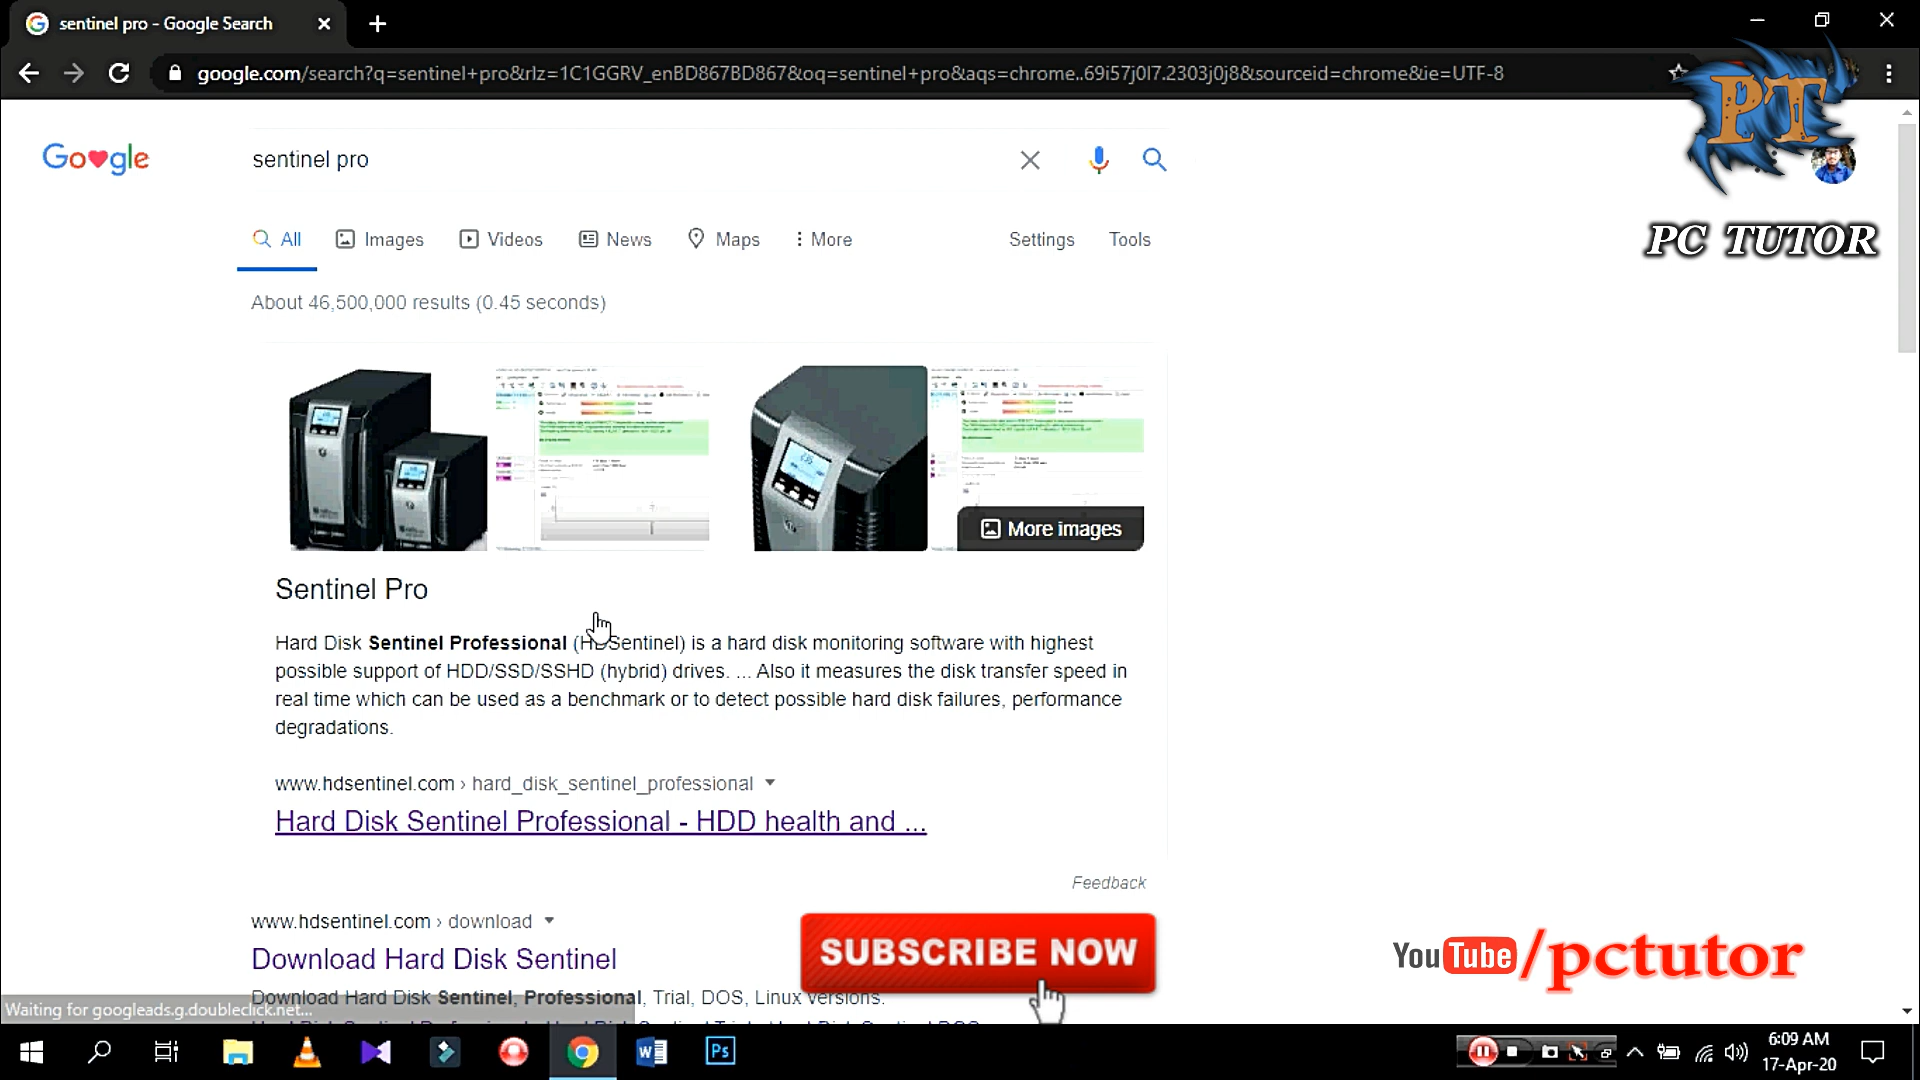 sentinel pro - Google Search
google.com/search?q=sentinel+pro&rlz=1C1GGRV_enBD867BD867&oq=sentinel+pro&aqs=chrome..69i57j0l7.2303j0j8&sourceid=chrome&ie=UTF-8
PT
PC TUTOR
Go gle
sentinel pro
All Images Videos News Maps More Settings Tools
About 46,500,000 results (0.45 seconds)
More images
Sentinel Pro
Hard Disk Sentinel Professional (HDSentinel) is a hard disk monitoring software with highest
possible support of HDD/SSD/SSHD (hybrid) drives. ... Also it measures the disk transfer speed in
real time which can be used as a benchmark or to detect possible hard disk failures, performance
degradations.
www.hdsentinel.com › hard_disk_sentinel_professional
Hard Disk Sentinel Professional - HDD health and ...
Feedback
www.hdsentinel.com › download
Download Hard Disk Sentinel
SUBSCRIBE NOW
YouTube/pctutor
Download Hard Disk Sentinel, Professional, Trial, DOS, Linux versions.
Waiting for googleads.g.doubleclick.net...
Ps
6:09 AM
17-Apr-20